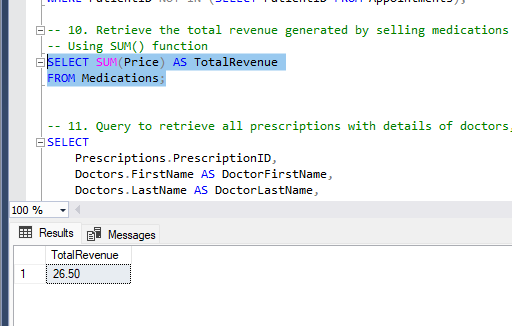 WHERE PatientID NOT IN (SELECT PatientID FROM Appointments);
-- 10. Retrieve the total revenue generated by selling medications
-- Using SUM() function
SELECT SUM(Price) AS TotalRevenue
FROM Medications;
-- 11. Query to retrieve all prescriptions with details of doctors,
SELECT
Prescriptions.PrescriptionID,
Doctors.FirstName AS DoctorFirstName,
Doctors.LastName AS DoctorLastName,
100 %
Results Messages
TotalRevenue
1 26.50